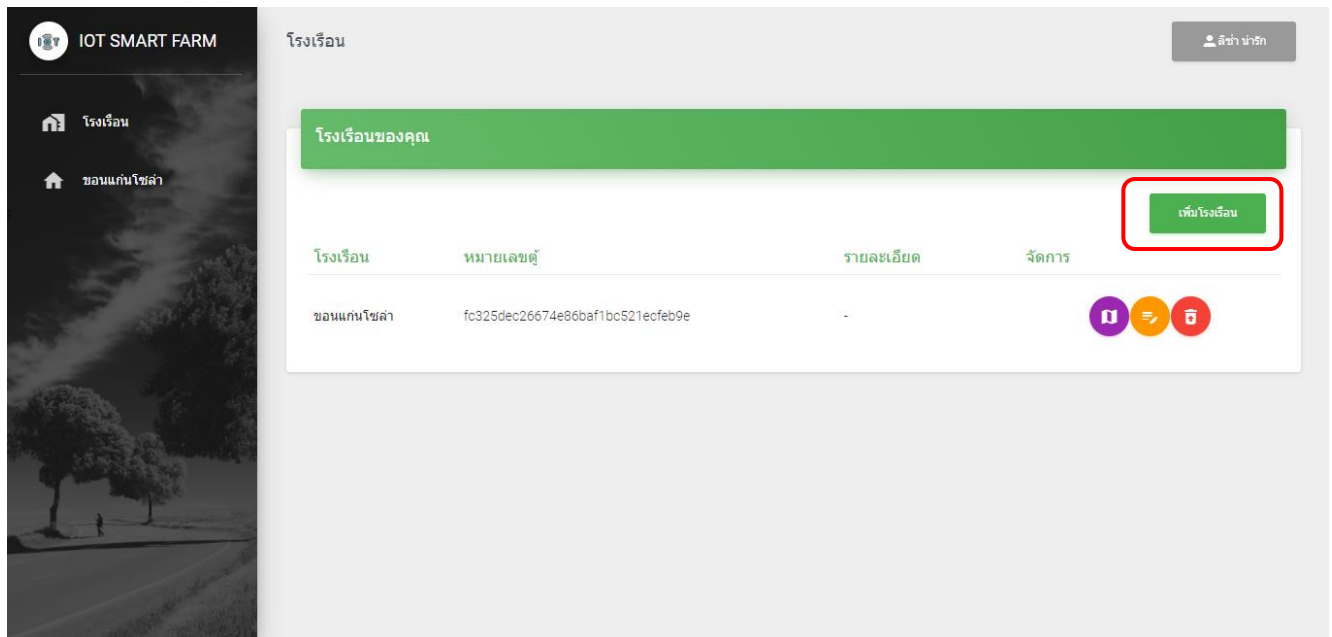 IOT SMART FARM
โรงเรือน
ลิซ่า น่ารัก
โรงเรือน
ขอนแก่นโซล่า
โรงเรือนของคุณ
เพิ่มโรงเรือน
โรงเรือน หมายเลขตู้ รายละเอียด จัดการ
ขอนแก่นโซล่า fc325dec26674e86baf1bc521ecfeb9e -